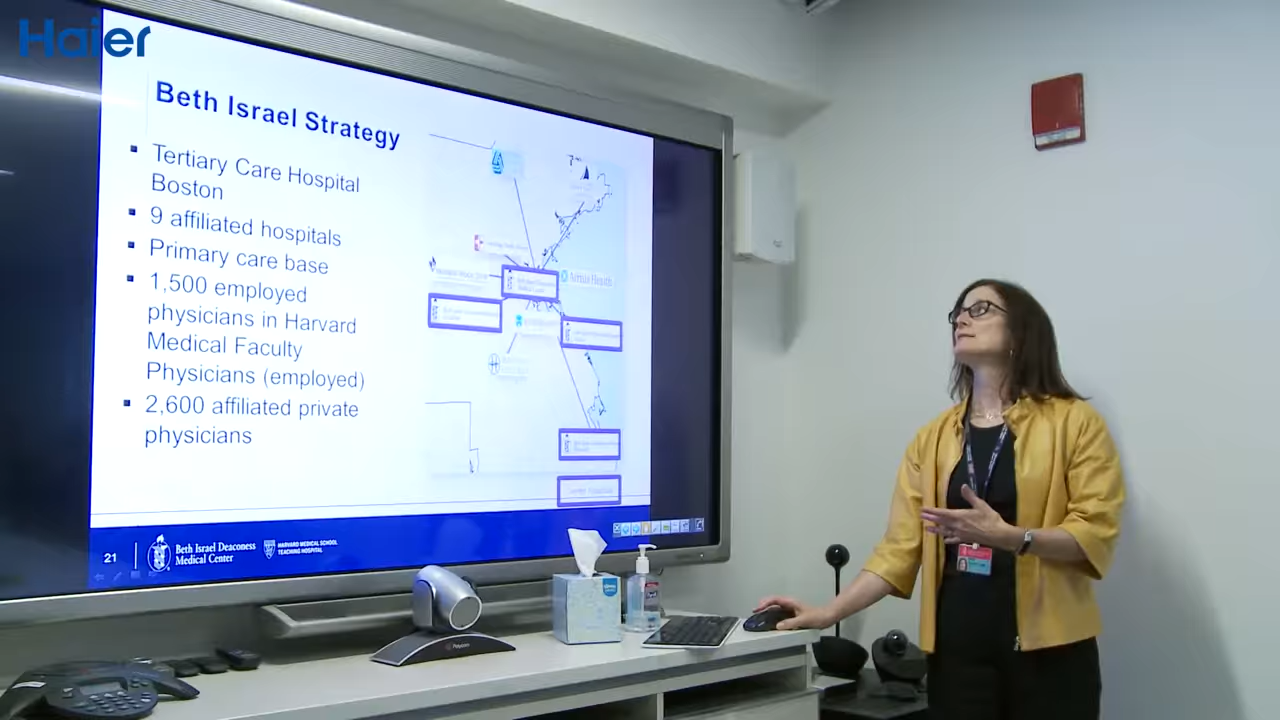 Haier
Beth Israel Strategy
▪ Tertiary Care Hospital
Boston
▪ 9 affiliated hospitals
▪ Primary care base
▪ 1,500 employed
physicians in Harvard
Medical Faculty
Physicians (employed)
▪ 2,600 affiliated private
physicians
Atrius Health
21
Beth Israel Deaconess
Medical Center
HARVARD MEDICAL SCHOOL
TEACHING HOSPITAL
Polycom